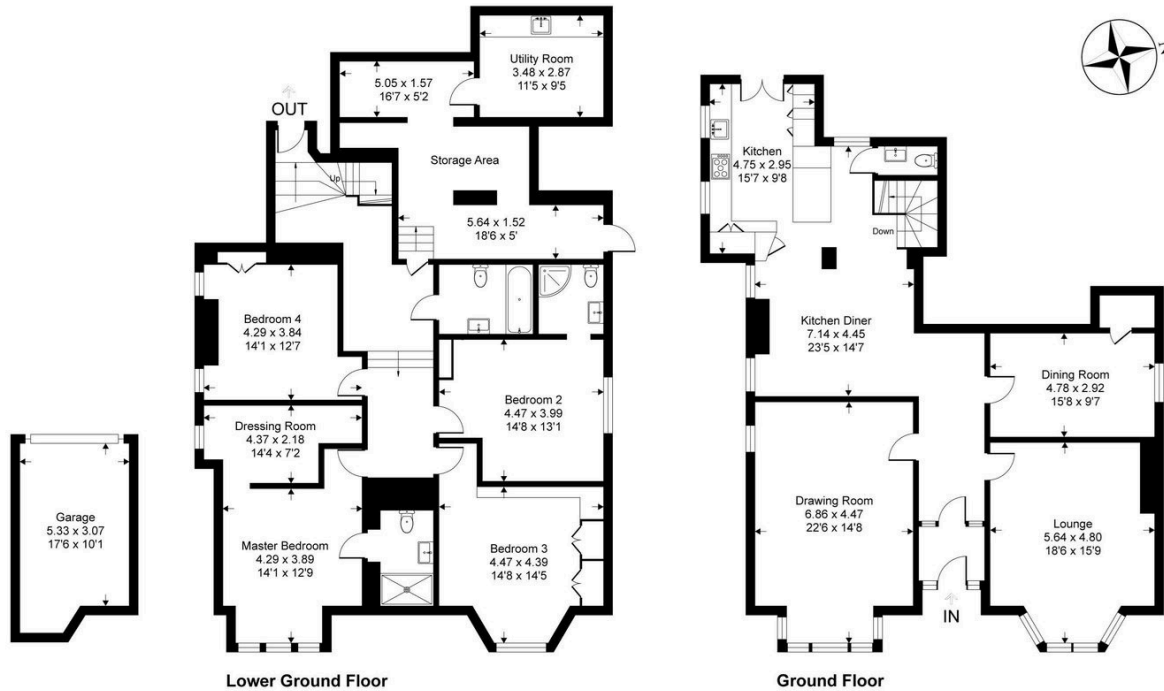 N
Utility Room
3.48 x 2.87
11'5 x 9'5
5.05 x 1.57
16'7 x 5'2
OUT
Storage Area
Up
5.64 x 1.52
18'6 x 5'
Bedroom 4
4.29 x 3.84
14'1 x 12'7
Bedroom 2
4.47 x 3.99
14'8 x 13'1
Dressing Room
4.37 x 2.18
14'4 x 7'2
Garage
5.33 x 3.07
17'6 x 10'1
Master Bedroom
4.29 x 3.89
14'1 x 12'9
Bedroom 3
4.47 x 4.39
14'8 x 14'5
Lower Ground Floor
Kitchen
4.75 x 2.95
15'7 x 9'8
Down
Kitchen Diner
7.14 x 4.45
23'5 x 14'7
Dining Room
4.78 x 2.92
15'8 x 9'7
Drawing Room
6.86 x 4.47
22'6 x 14'8
Lounge
5.64 x 4.80
18'6 x 15'9
IN
Ground Floor